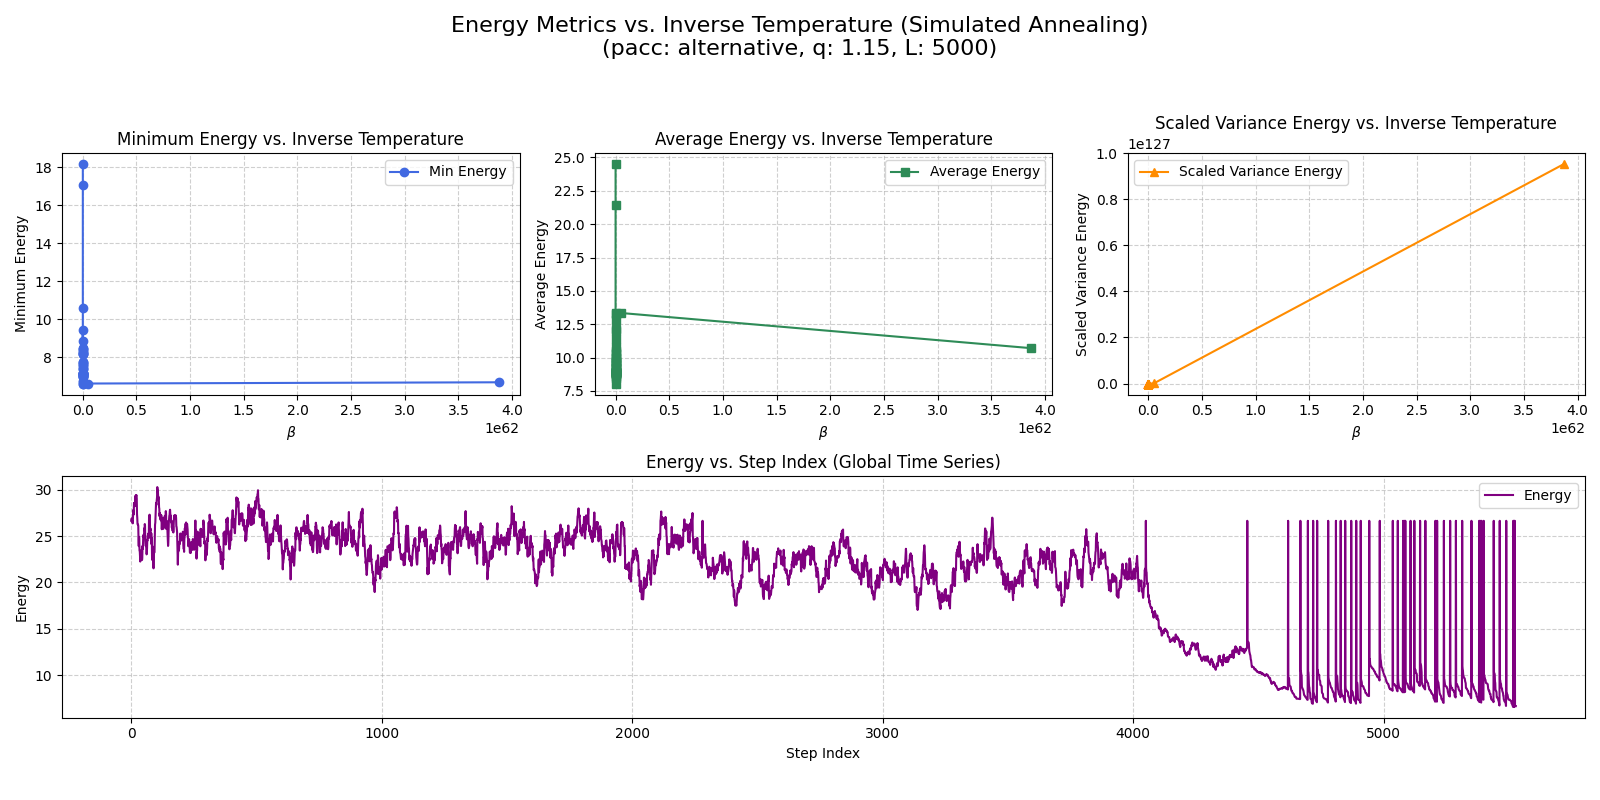 Energy Metrics vs. Inverse Temperature (Simulated Annealing)
(pacc: alternative, q: 1.15, L: 5000)
Minimum Energy vs. Inverse Temperature
Minimum Energy
18
16
14
12
10
8
Min Energy
0.0 0.5 1.0 1.5 2.0 2.5 3.0 3.5 4.0
1e62
β
Average Energy vs. Inverse Temperature
Average Energy
25.0
22.5
20.0
17.5
15.0
12.5
10.0
7.5
Average Energy
0.0 0.5 1.0 1.5 2.0 2.5 3.0 3.5 4.0
1e62
β
Scaled Variance Energy vs. Inverse Temperature
1e127
Scaled Variance Energy
1.0
0.8
0.6
0.4
0.2
0.0
Scaled Variance Energy
0.0 0.5 1.0 1.5 2.0 2.5 3.0 3.5 4.0
1e62
β
Energy vs. Step Index (Global Time Series)
Energy
30
25
20
15
10
Energy
0 1000 2000 3000 4000 5000
Step Index